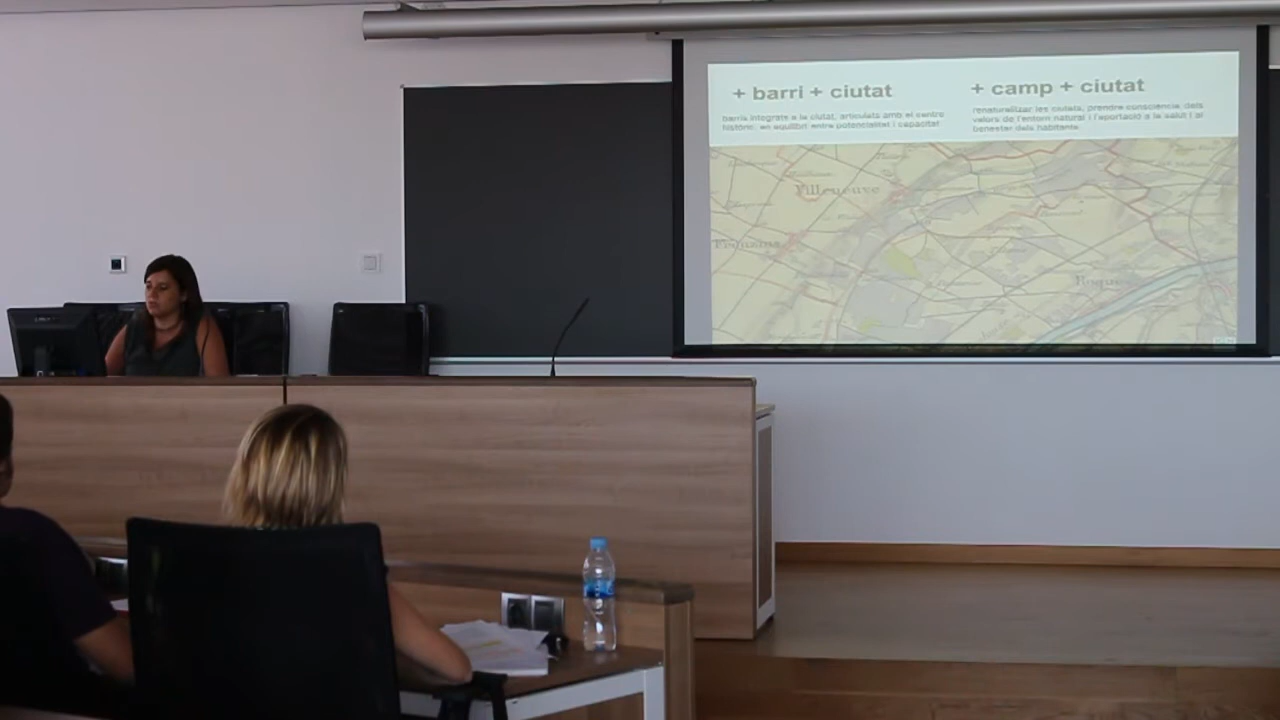 + barri + ciutat
barris integrats a la ciutat, articulats amb el centre
històric: en equilibri entre potencialitat i capacitat
+ camp + ciutat
renaturalitzar les ciutats, prendre consciència dels
valors de l'entorn natural i l'aportació a la salut i al
benestar dels habitants
Villeneuve